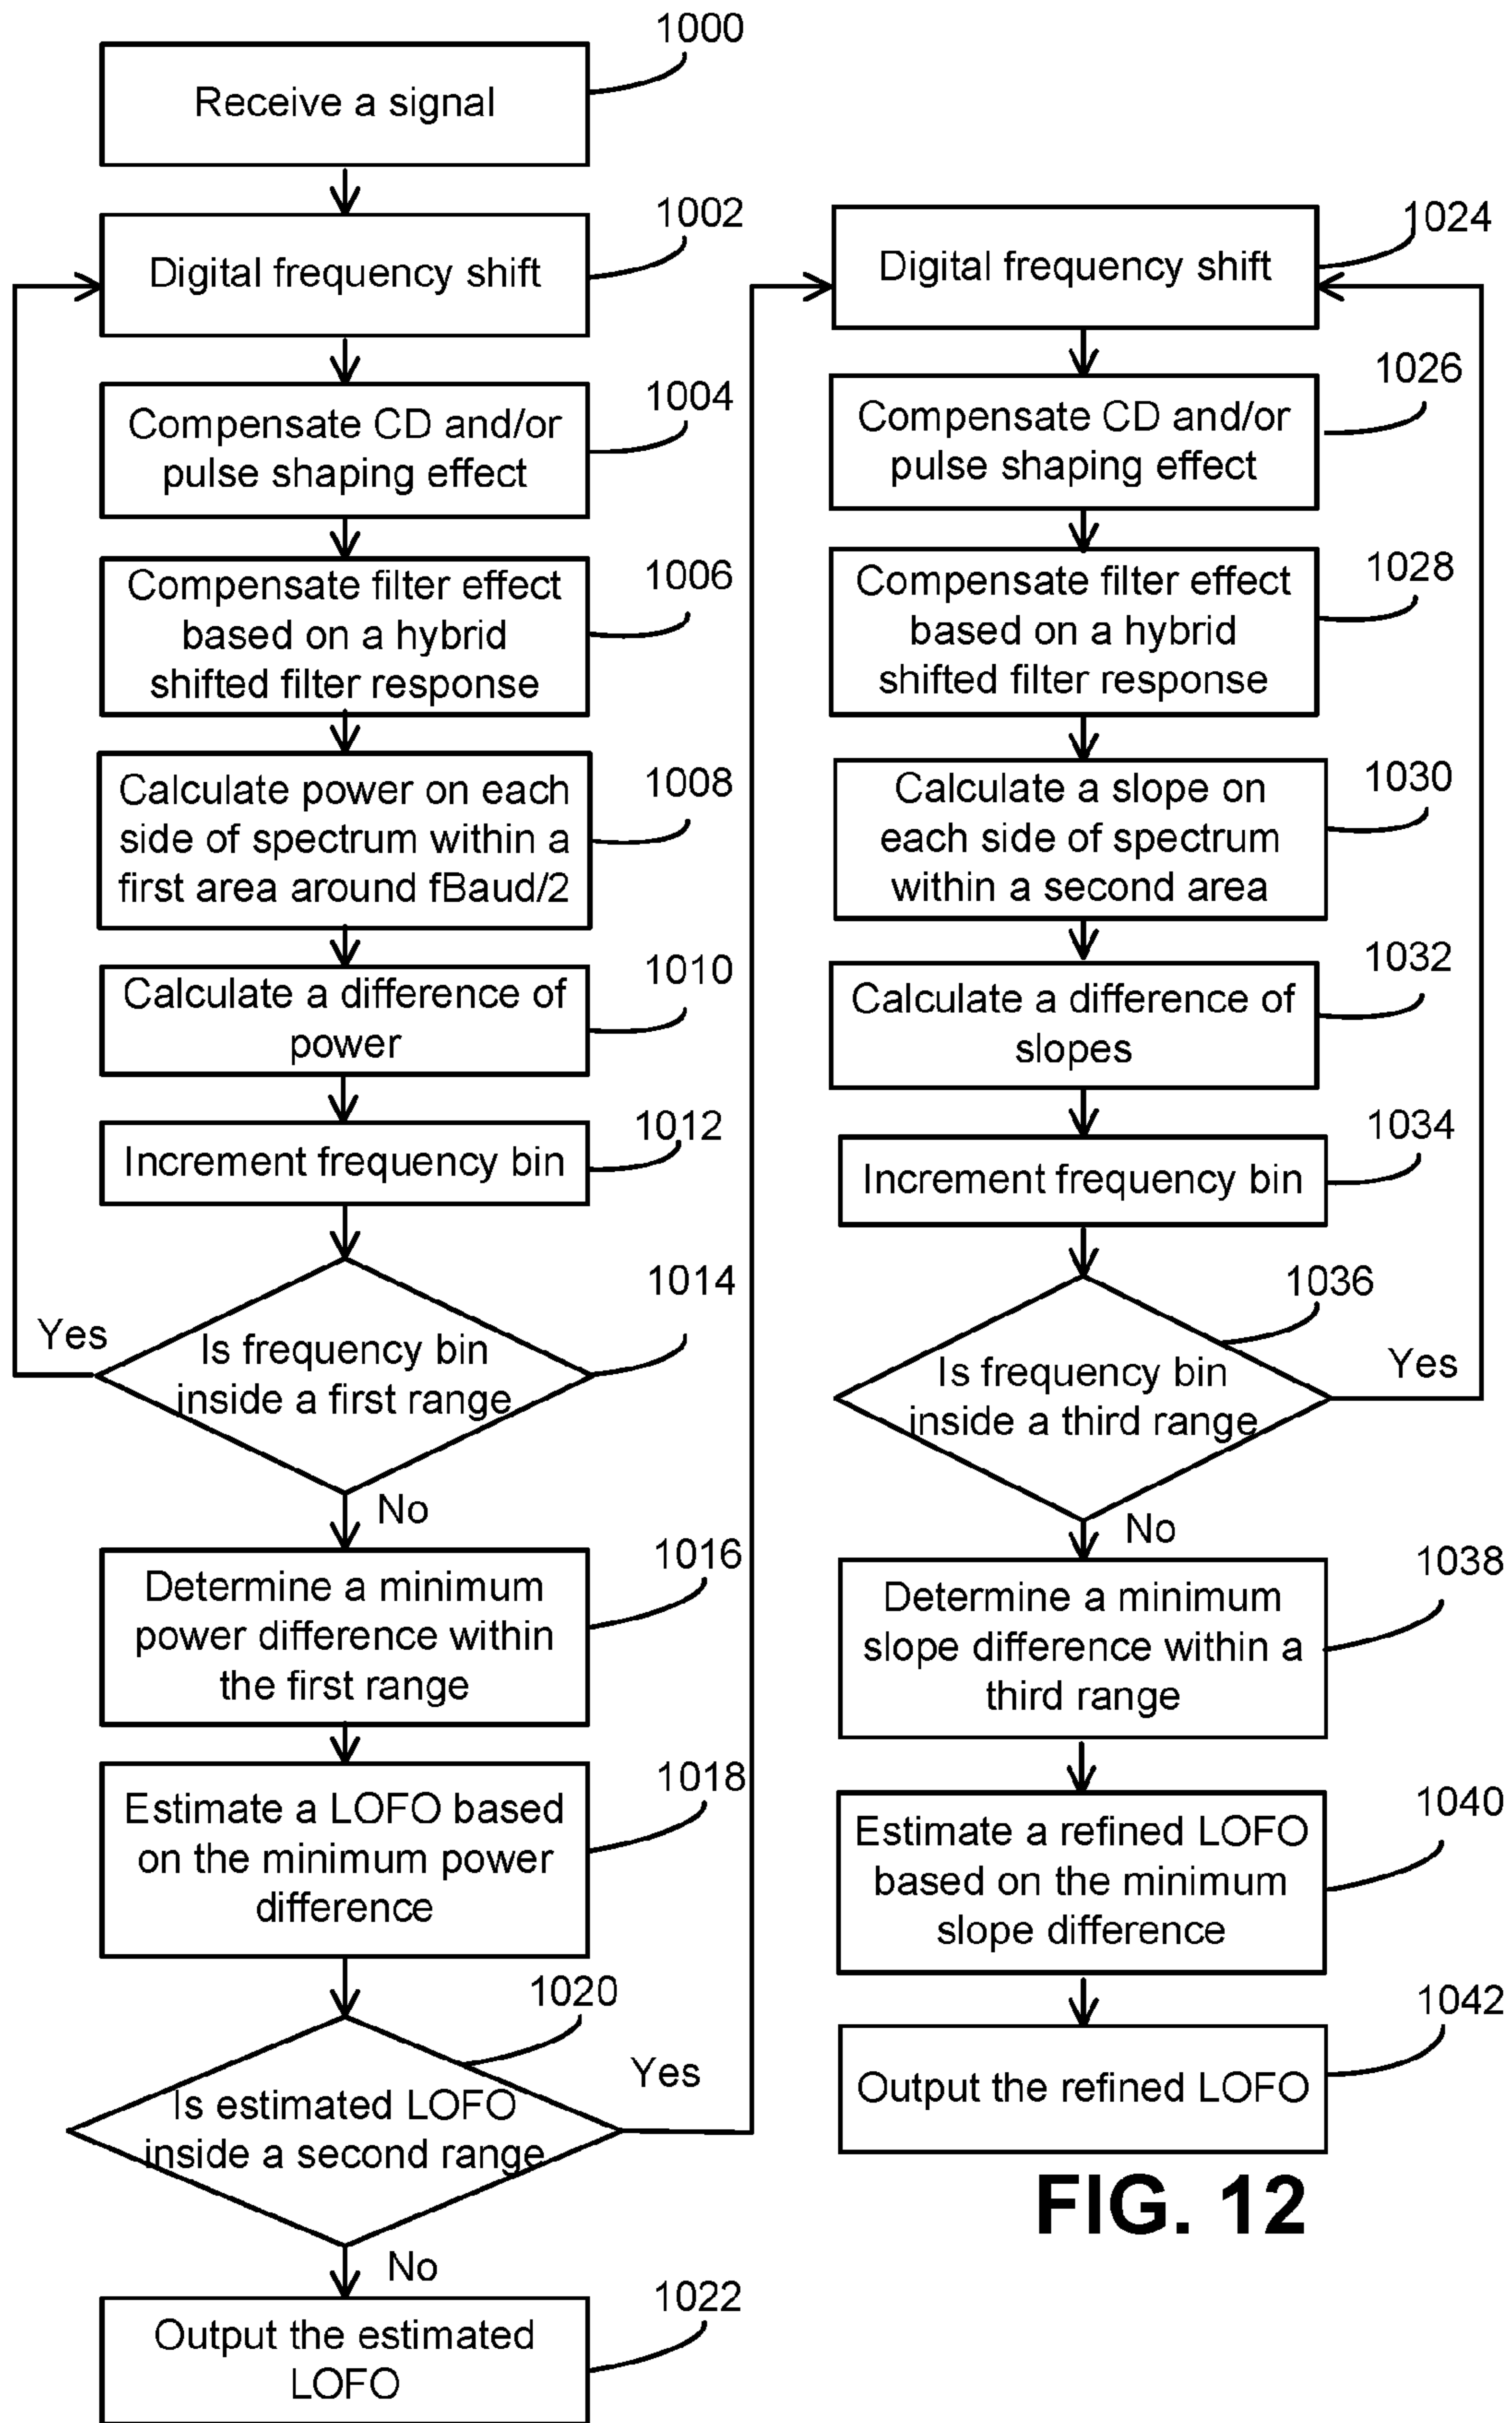 1000
Receive a signal
1002
Digital frequency shift
1004
Compensate CD and/or
pulse shaping effect
1006
Compensate filter effect
based on a hybrid
shifted filter response
1008
Calculate power on each
side of spectrum within a
first area around fBaud/2
1010
Calculate a difference of
power
1012
Increment frequency bin
1014
Yes
Is frequency bin
inside a first range
No
1016
Determine a minimum
power difference within
the first range
1018
Estimate a LOFO based
on the minimum power
difference
1020
Yes
Is estimated LOFO
inside a second range
No
1022
Output the estimated
LOFO
1024
Digital frequency shift
1026
Compensate CD and/or
pulse shaping effect
1028
Compensate filter effect
based on a hybrid
shifted filter response
1030
Calculate a slope on
each side of spectrum
within a second area
1032
Calculate a difference of
slopes
1034
Increment frequency bin
1036
Yes
Is frequency bin
inside a third range
No
1038
Determine a minimum
slope difference within a
third range
1040
Estimate a refined LOFO
based on the minimum
slope difference
1042
Output the refined LOFO
FIG. 12